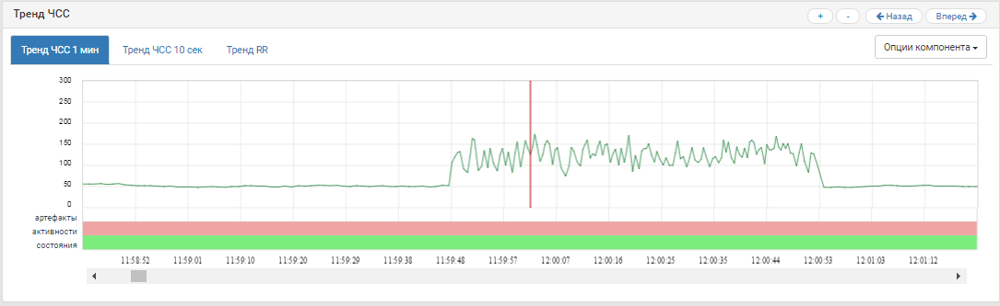 Тренд ЧСС
+ - Назад Вперед
Тренд ЧСС 1 мин Тренд ЧСС 10 сек Тренд RR Опции компонента
300
250
200
150
100
50
0
артефакты
активности
состояния
11:58:52 11:59:01 11:59:10 11:59:20 11:59:29 11:59:38 11:59:48 11:59:57 12:00:07 12:00:16 12:00:25 12:00:35 12:00:44 12:00:53 12:01:03 12:01:12